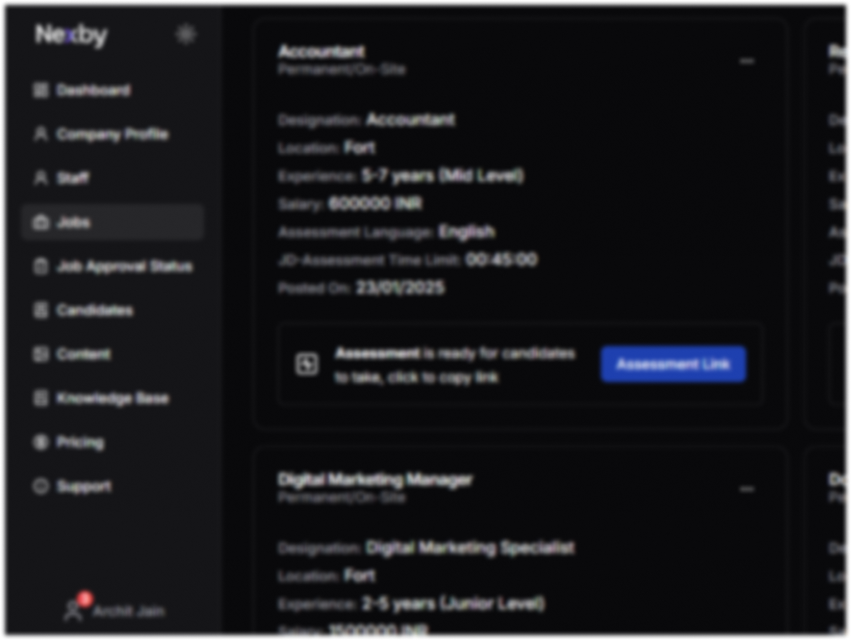 Nexby
Dashboard
Company Profile
Staff
Jobs
Job Approval Status
Candidates
Content
Knowledge Base
Pricing
Support
Archit Jain
Accountant
Permanent/On-Site
Designation: Accountant
Location: Fort
Experience: 5-7 years (Mid Level)
Salary: 600000 INR
Assessment Language: English
JD-Assessment Time Limit: 00:45:00
Posted On: 23/01/2025
Assessment is ready for candidates
to take, click to copy link
Assessment Link
Digital Marketing Manager
Permanent/On-Site
Designation: Digital Marketing Specialist
Location: Fort
Experience: 2-5 years (Junior Level)
Salary: 1500000 INR